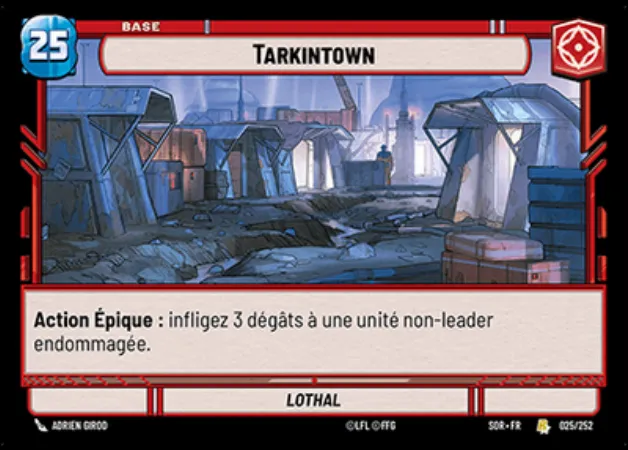 BASE
25
TARKINTOWN
Action Épique : infligez 3 dégâts à une unité non-leader
endommagée.
LOTHAL
ADRIEN GIROD
©LFL ©FFG
SOR • FR
025/252